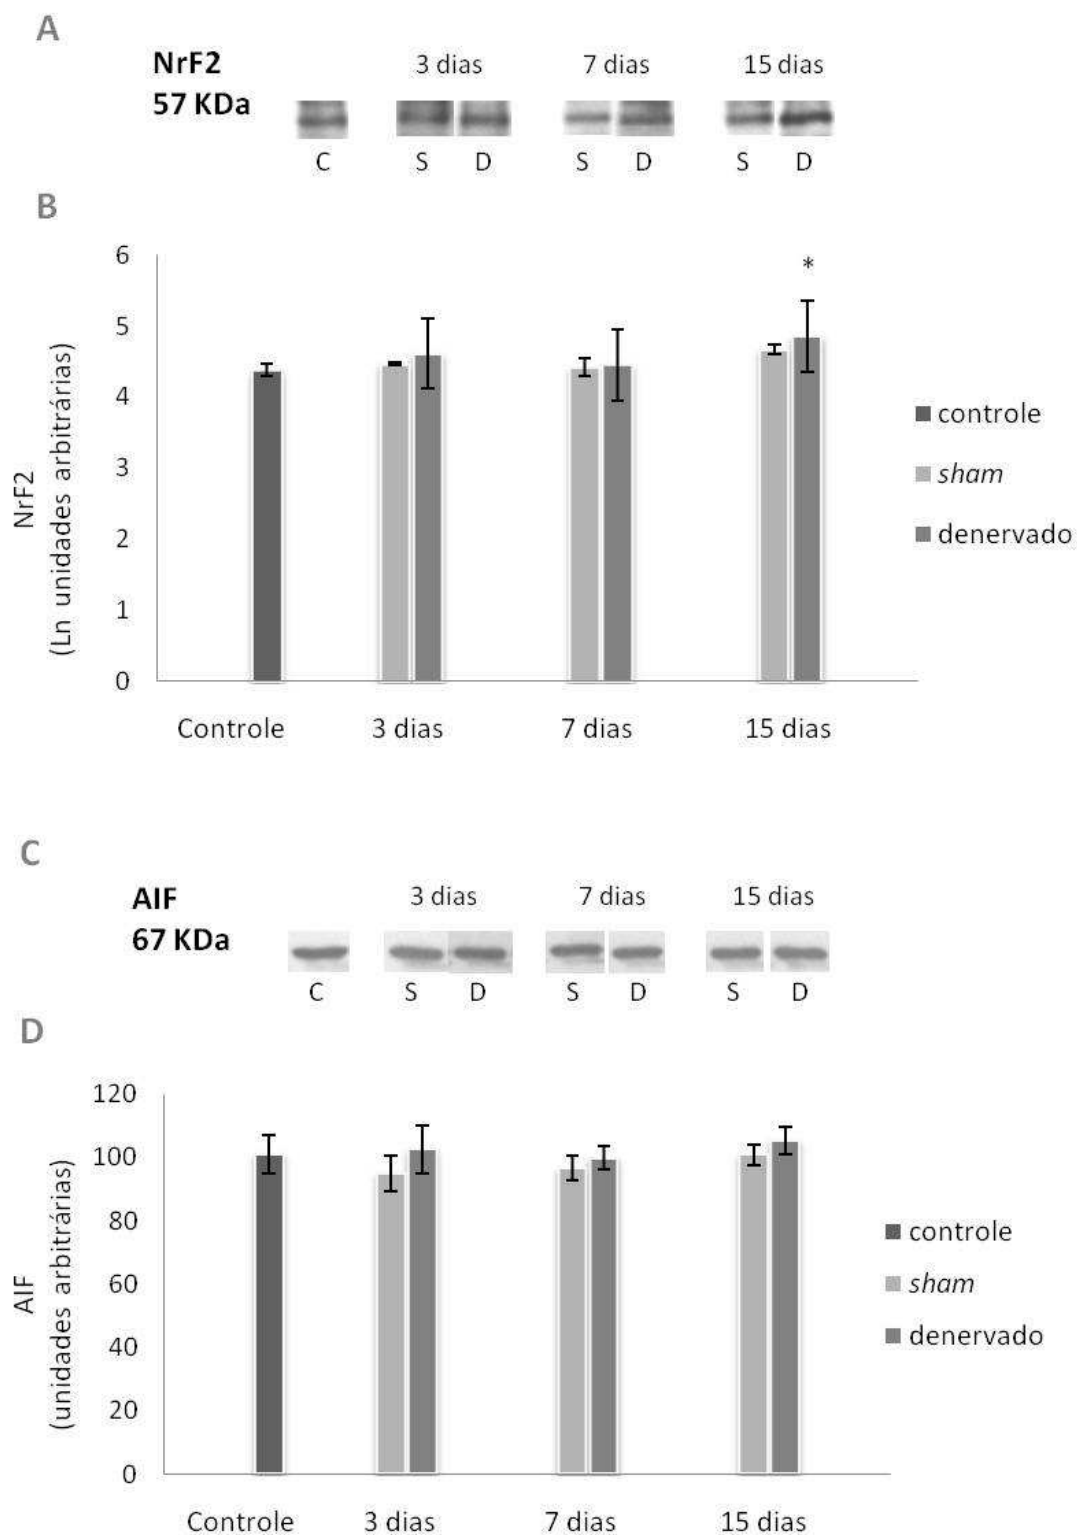 A
NrF2
57 KDa
3 dias 7 dias 15 dias
C S D S D S D
B
6
5
4
3
2
1
0
NrF2
(Ln unidades arbitrárias)
*
controle
sham
denervado
Controle 3 dias 7 dias 15 dias
C
AIF
67 KDa
3 dias 7 dias 15 dias
C S D S D S D
D
120
100
80
60
40
20
0
AIF
(unidades arbitrárias)
controle
sham
denervado
Controle 3 dias 7 dias 15 dias